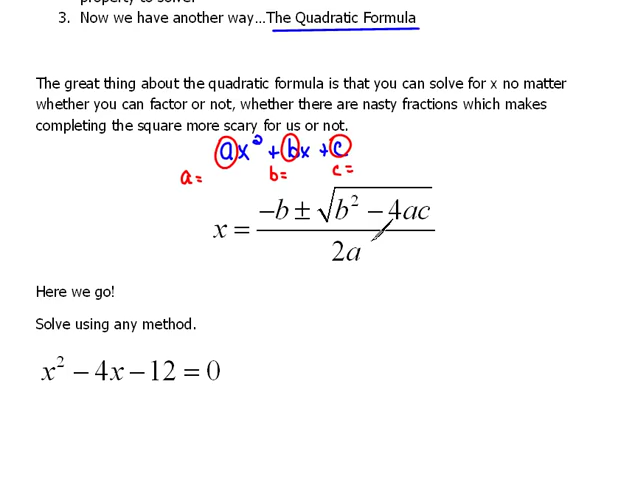 property to solve.
3. Now we have another way...The Quadratic Formula
The great thing about the quadratic formula is that you can solve for x no matter
whether you can factor or not, whether there are nasty fractions which makes
completing the square more scary for us or not.
ax² + bx + c
a= b= c=
x = (-b ± √(b² - 4ac)) / 2a
Here we go!
Solve using any method.
x² - 4x - 12 = 0